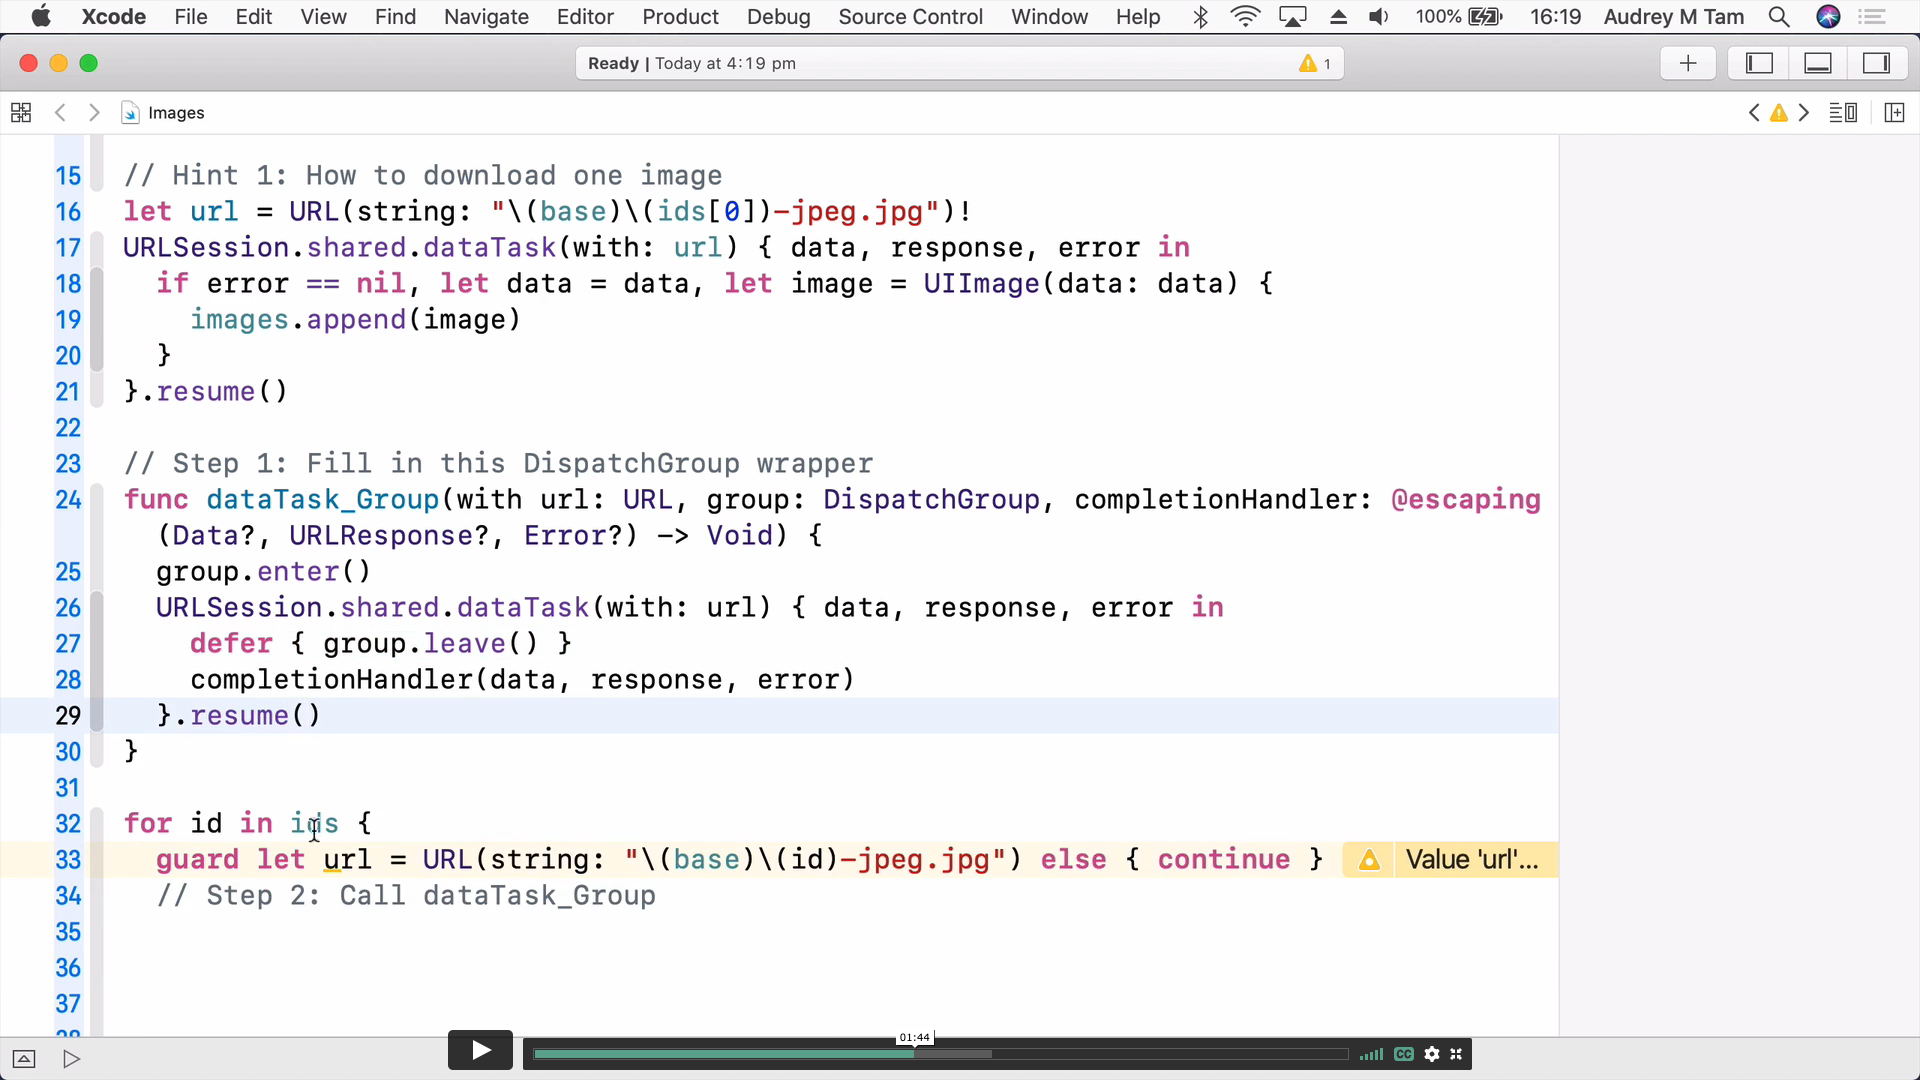 Xcode File Edit View Find Navigate Editor Product Debug Source Control Window Help 100% 16:19 Audrey M Tam
Ready | Today at 4:19 pm 1
Images
15 // Hint 1: How to download one image
16 let url = URL(string: "\(base)\(ids[0])-jpeg.jpg")!
17 URLSession.shared.dataTask(with: url) { data, response, error in
18 if error == nil, let data = data, let image = UIImage(data: data) {
19 images.append(image)
20 }
21 }.resume()
22
23 // Step 1: Fill in this DispatchGroup wrapper
24 func dataTask_Group(with url: URL, group: DispatchGroup, completionHandler: @escaping
(Data?, URLResponse?, Error?) -> Void) {
25 group.enter()
26 URLSession.shared.dataTask(with: url) { data, response, error in
27 defer { group.leave() }
28 completionHandler(data, response, error)
29 }.resume()
30 }
31
32 for id in ids {
33 guard let url = URL(string: "\(base)\(id)-jpeg.jpg") else { continue } Value 'url'...
34 // Step 2: Call dataTask_Group
35
36
37
01:44
CC